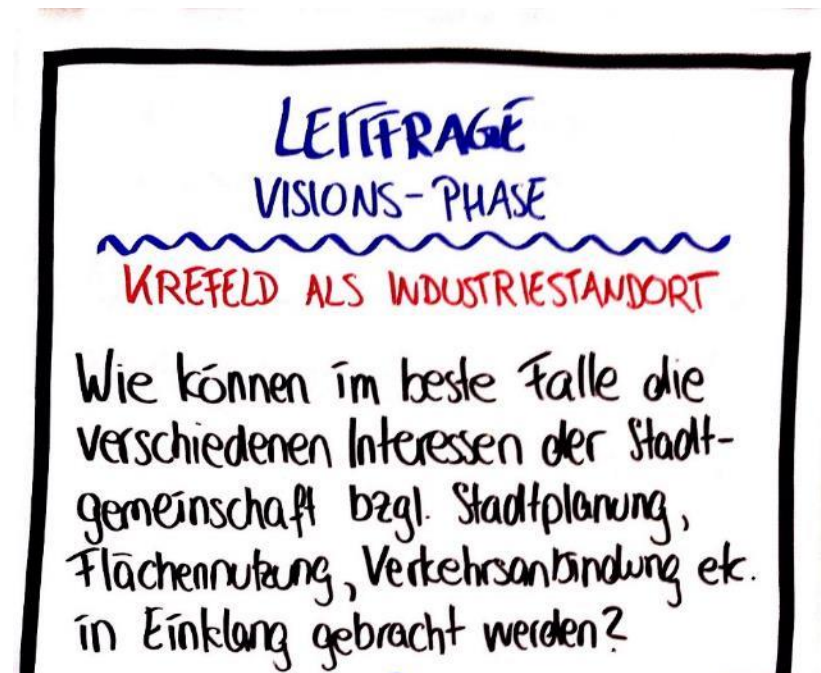 LEITFRAGE
VISIONS-PHASE
KREFELD ALS INDUSTRIESTANDORT
Wie können im beste Falle die
verschiedenen Interessen der Stadt-
gemeinschaft bzgl. Stadtplanung,
Flächennutzung, Verkehrsanbindung etc.
in Einklang gebracht werden?